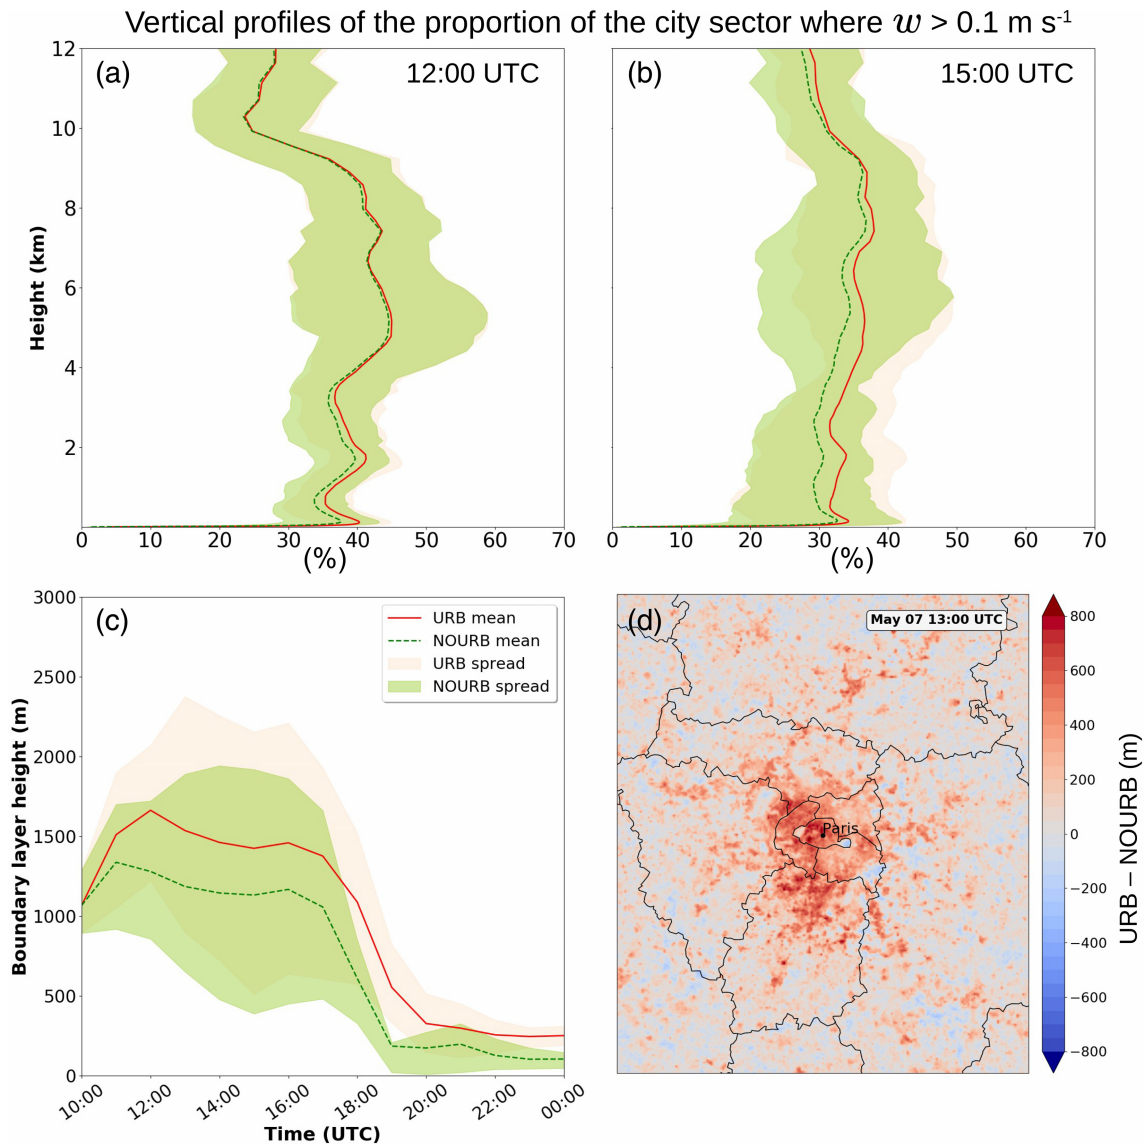 Vertical profiles of the proportion of the city sector where w > 0.1 m s⁻¹
(a) 12:00 UTC
12
10
8
6
4
2
Height (km)
0 10 20 30 40 50 60 70
(%)
(b) 15:00 UTC
0 10 20 30 40 50 60 70
(%)
(c)
URB mean
NOURB mean
URB spread
NOURB spread
3000
2500
2000
1500
1000
500
0
Boundary layer height (m)
10:00 12:00 14:00 16:00 18:00 20:00 22:00 00:00
Time (UTC)
(d) May 07 13:00 UTC
Paris
800
600
400
200
0
−200
−400
−600
−800
URB – NOURB (m)